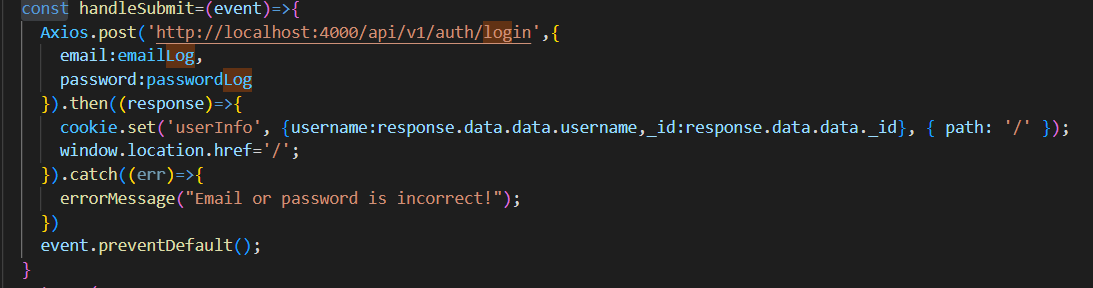 const handleSubmit=(event)=>{
Axios.post('http://localhost:4000/api/v1/auth/login',{
email:emailLog,
password:passwordLog
}).then((response)=>{
cookie.set('userInfo', {username:response.data.data.username,_id:response.data.data._id}, { path: '/' });
window.location.href='/';
}).catch((err)=>{
errorMessage("Email or password is incorrect!");
})
event.preventDefault();
}